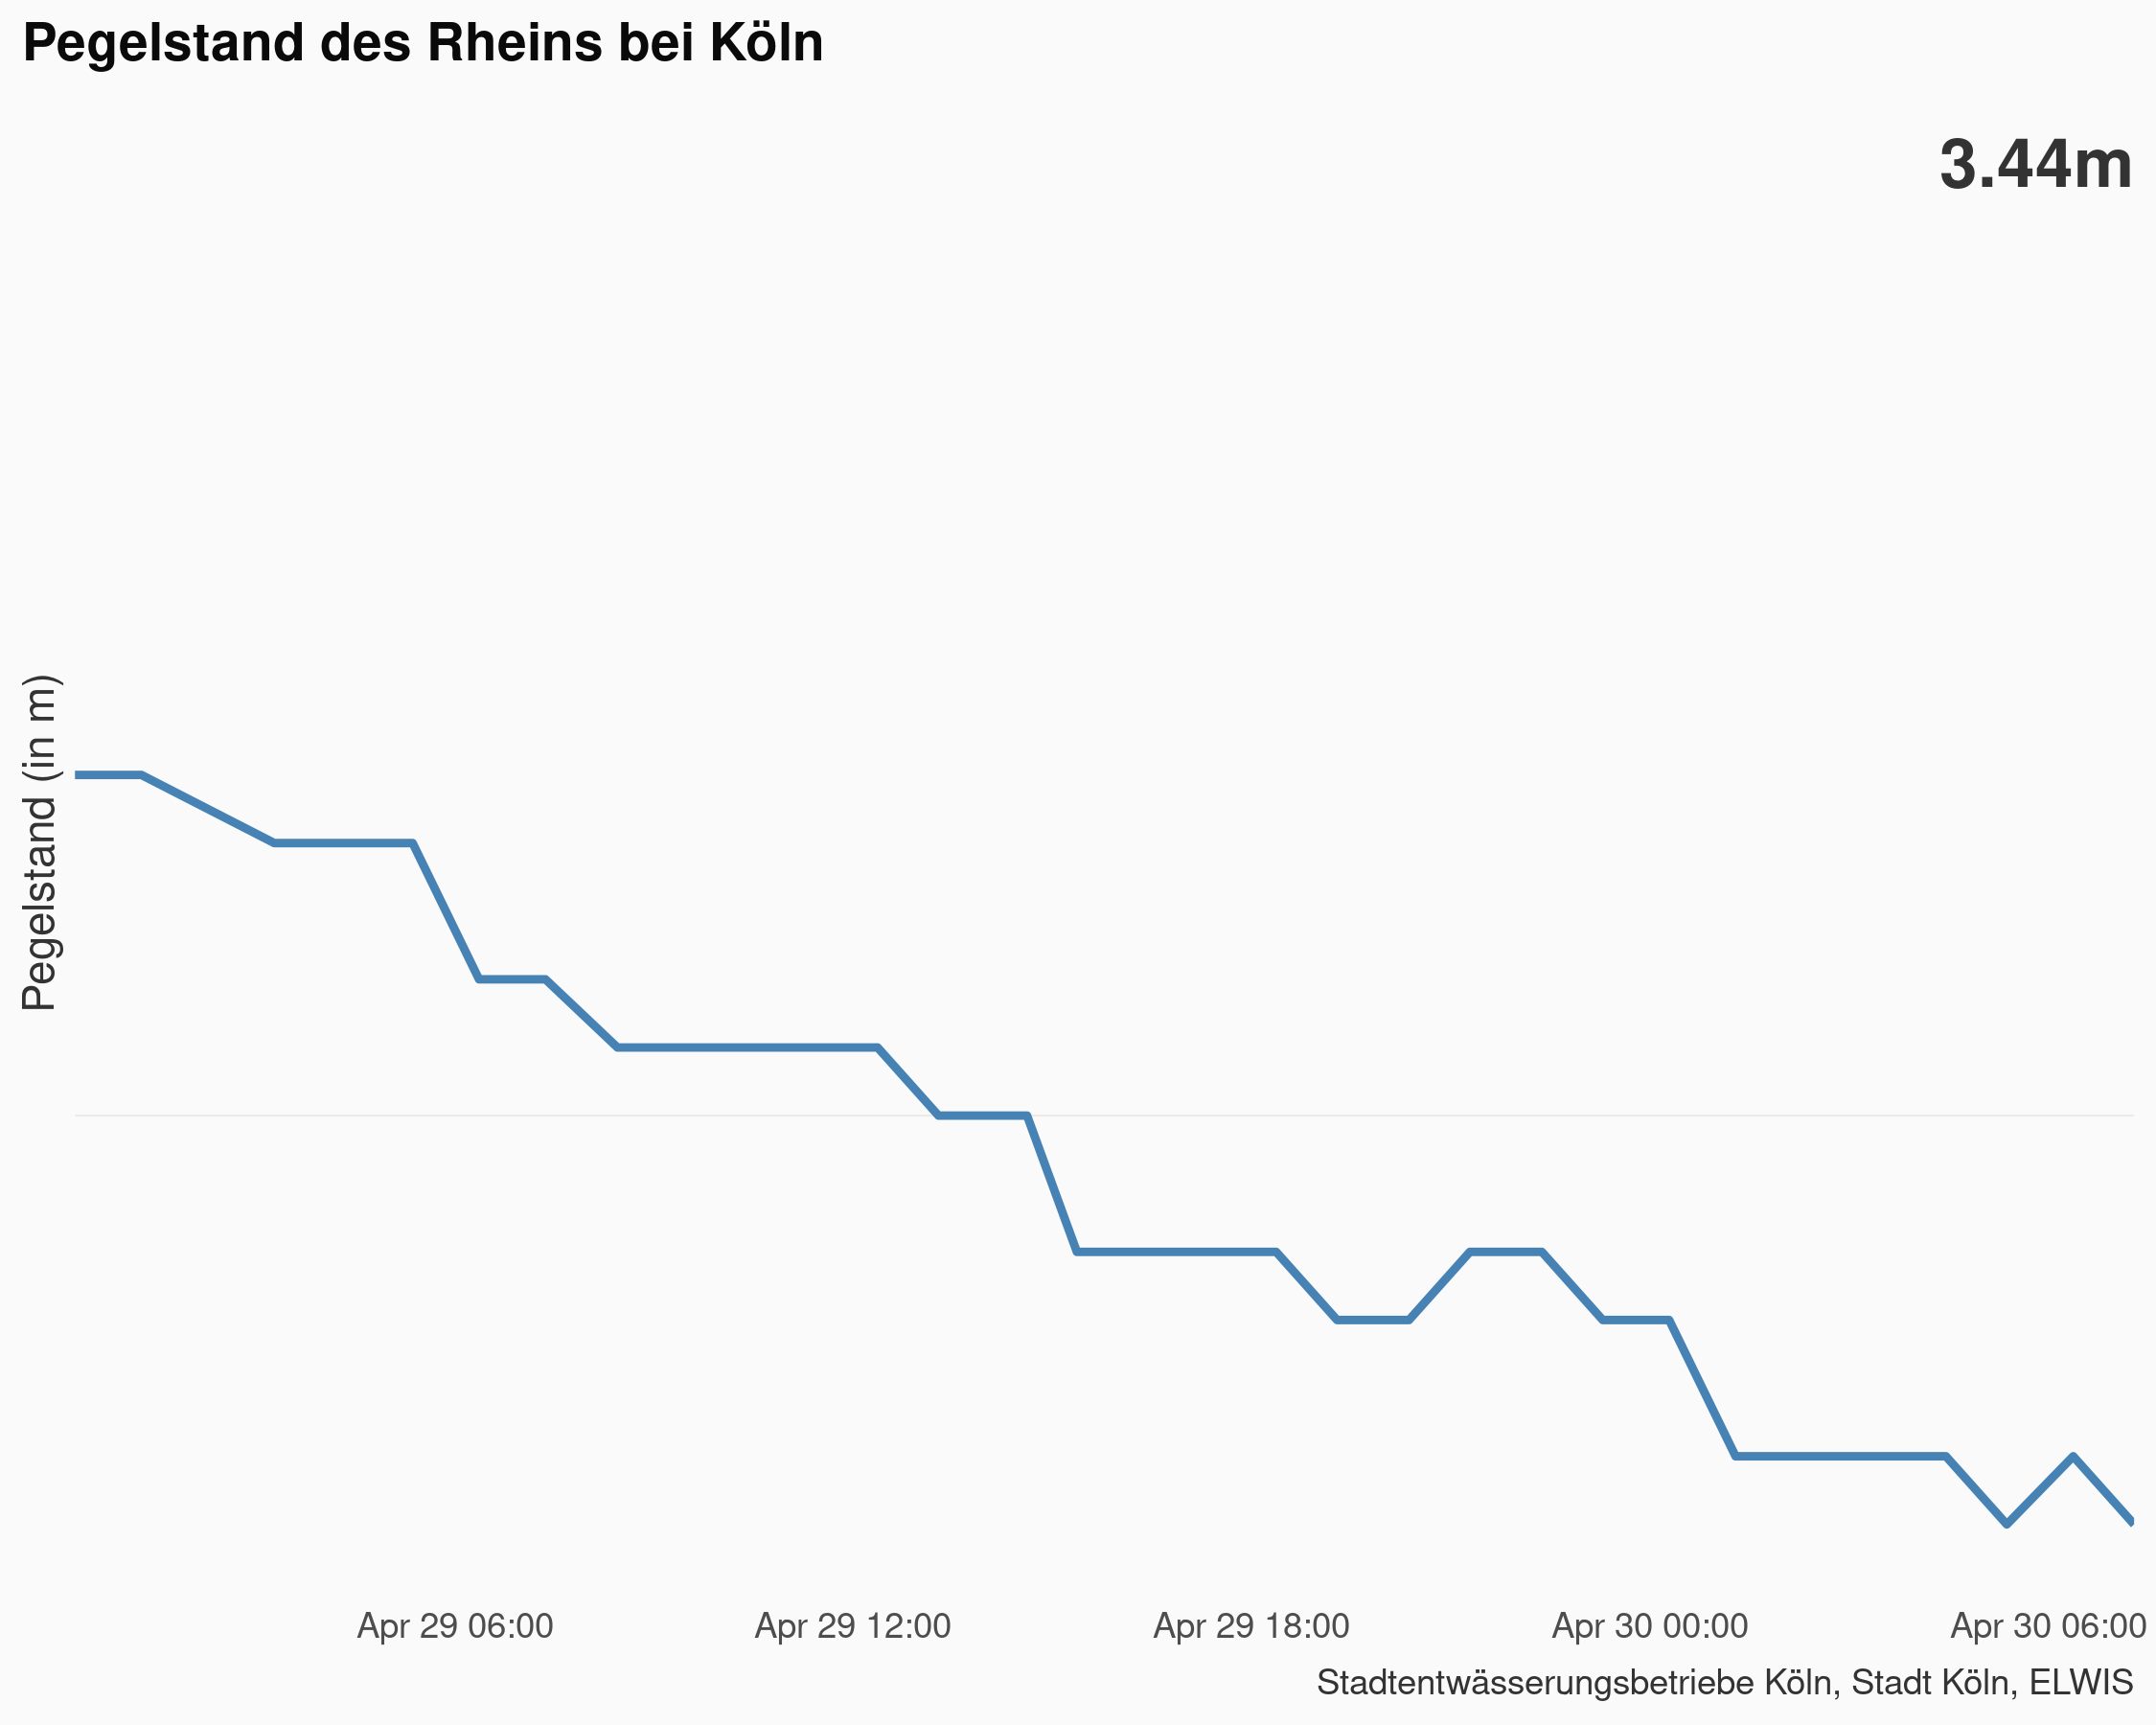 Pegelstand des Rheins bei Köln
3.44m
Pegelstand (in m)
Apr 29 06:00
Apr 29 12:00
Apr 29 18:00
Apr 30 00:00
Apr 30 06:00
Stadtentwässerungsbetriebe Köln, Stadt Köln, ELWIS